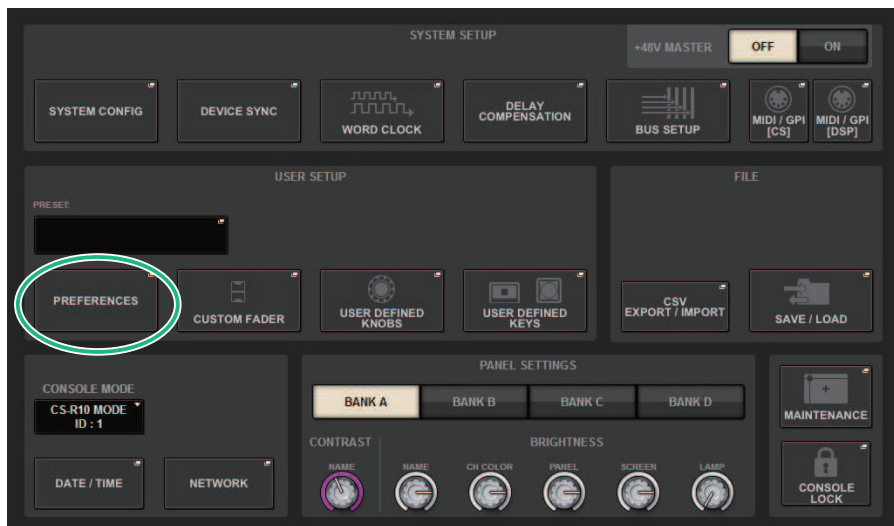 SYSTEM SETUP
+48V MASTER
OFF
ON
SYSTEM CONFIG
DEVICE SYNC
WORD CLOCK
DELAY
COMPENSATION
BUS SETUP
MIDI / GPI
[CS]
MIDI / GPI
[DSP]
USER SETUP
PRESET:
PREFERENCES
CUSTOM FADER
USER DEFINED
KNOBS
USER DEFINED
KEYS
FILE
CSV
EXPORT / IMPORT
SAVE / LOAD
CONSOLE MODE
CS-R10 MODE
ID : 1
DATE / TIME
NETWORK
PANEL SETTINGS
BANK A
BANK B
BANK C
BANK D
CONTRAST
BRIGHTNESS
NAME
NAME
CH COLOR
PANEL
SCREEN
LAMP
MAINTENANCE
CONSOLE
LOCK